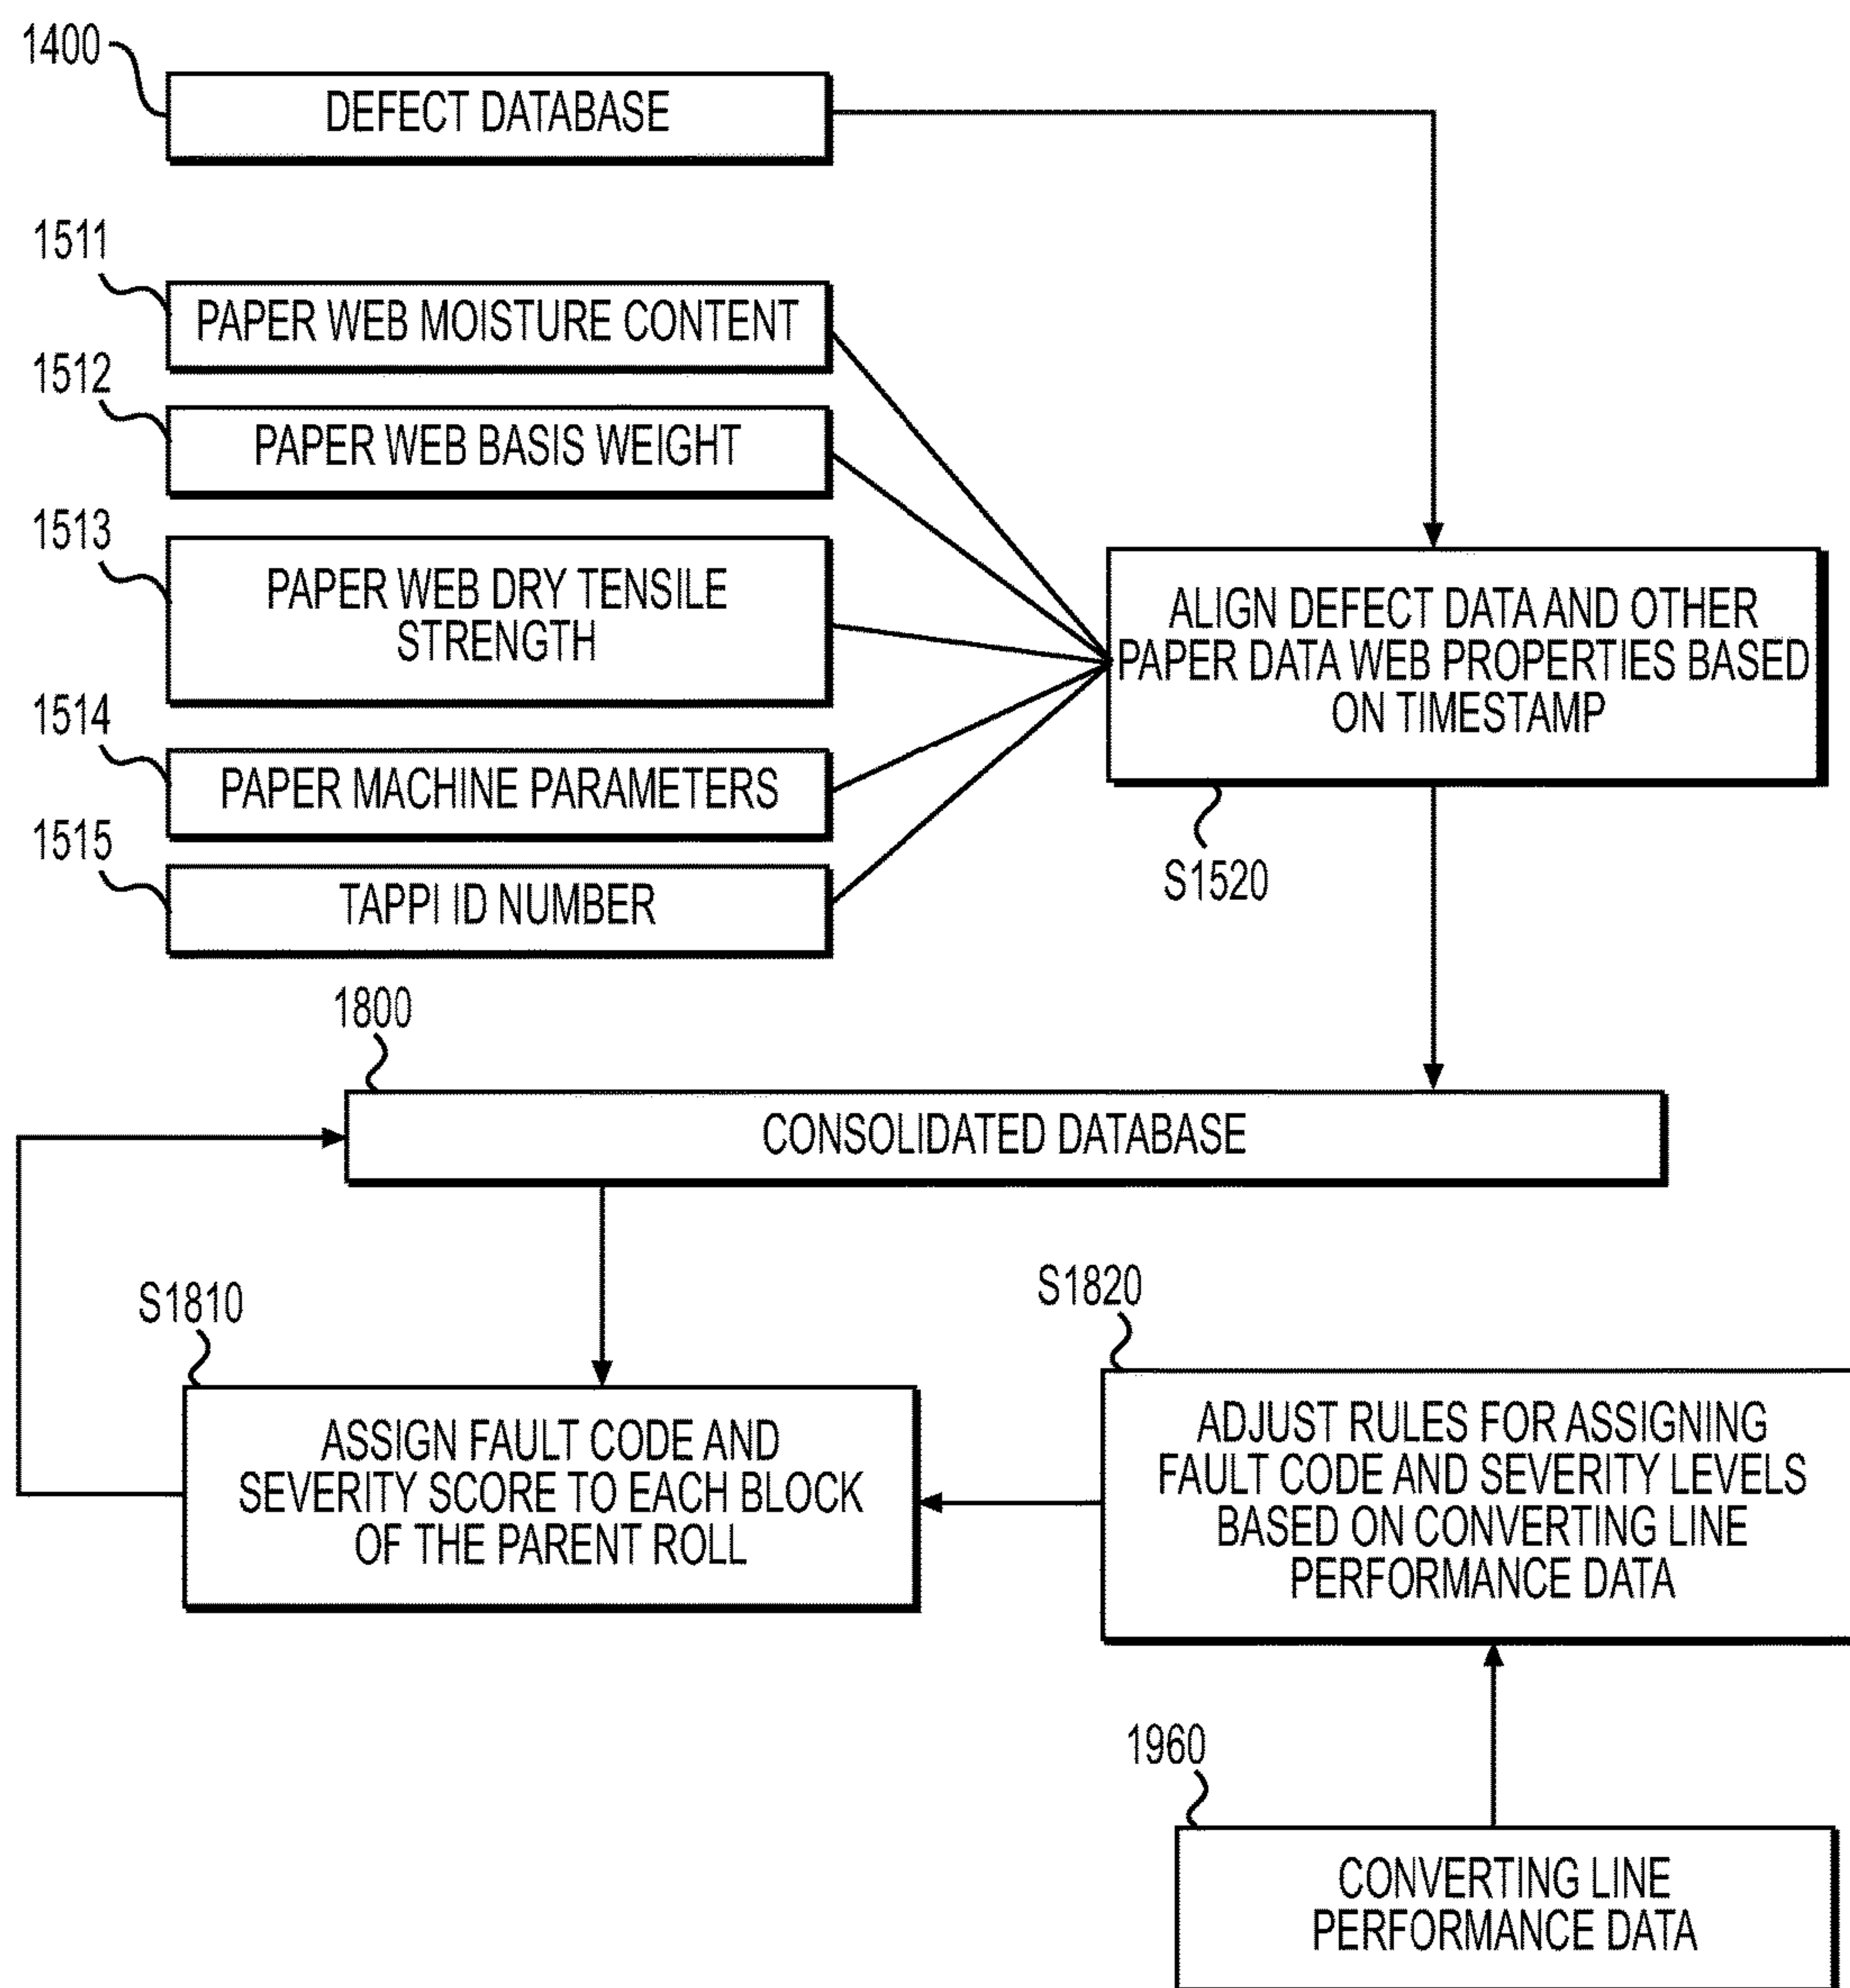 1400
DEFECT DATABASE
1511
PAPER WEB MOISTURE CONTENT
1512
PAPER WEB BASIS WEIGHT
1513
PAPER WEB DRY TENSILE
STRENGTH
1514
PAPER MACHINE PARAMETERS
1515
TAPPI ID NUMBER
ALIGN DEFECT DATA AND OTHER
PAPER DATA WEB PROPERTIES BASED
ON TIMESTAMP
S1520
1800
CONSOLIDATED DATABASE
S1810
ASSIGN FAULT CODE AND
SEVERITY SCORE TO EACH BLOCK
OF THE PARENT ROLL
S1820
ADJUST RULES FOR ASSIGNING
FAULT CODE AND SEVERITY LEVELS
BASED ON CONVERTING LINE
PERFORMANCE DATA
1960
CONVERTING LINE
PERFORMANCE DATA